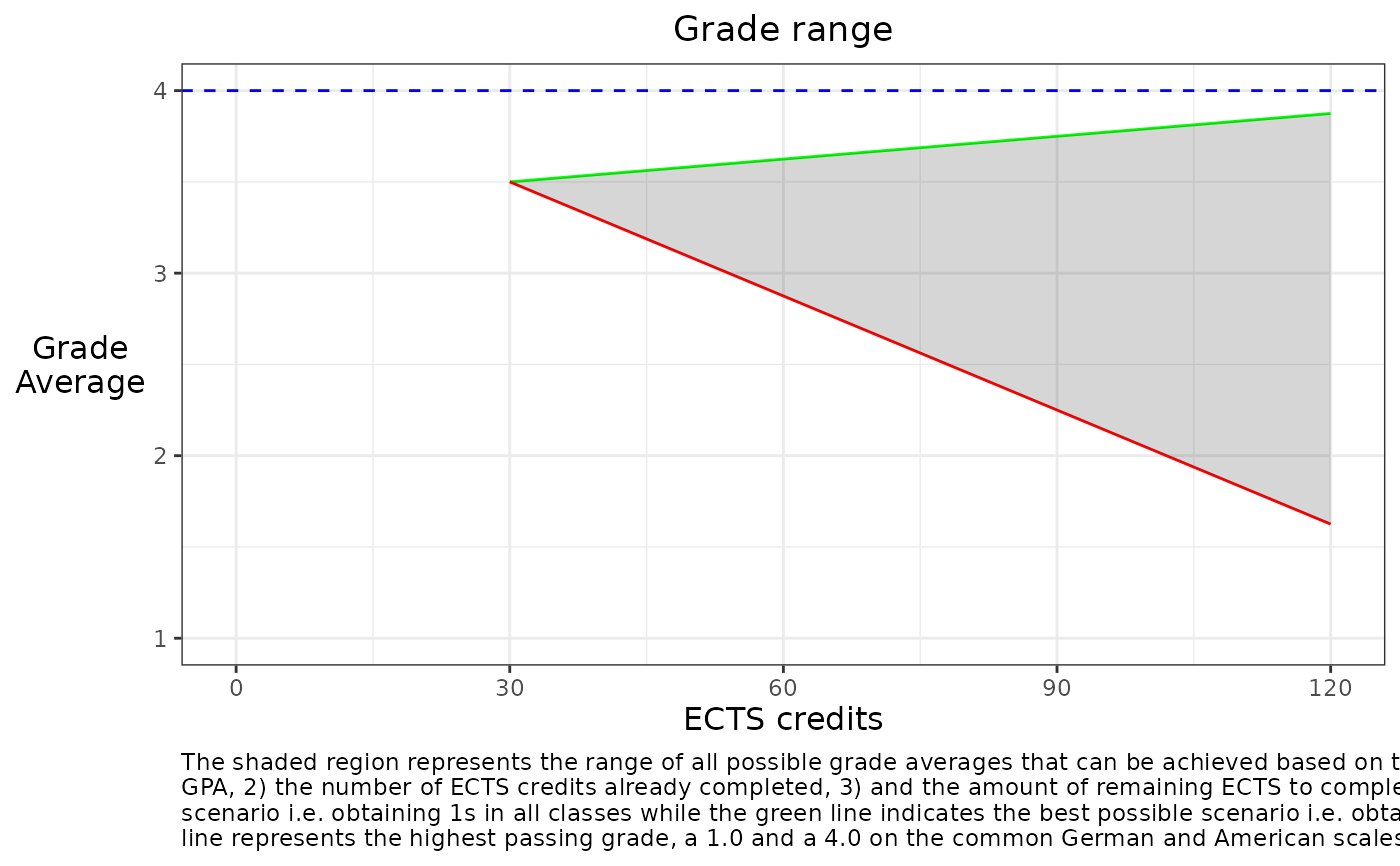 Grade range
4
3
Grade
Average
2
1
0 30 60 90 120
ECTS credits
The shaded region represents the range of all possible grade averages that can be achieved based on
GPA, 2) the number of ECTS credits already completed, 3) and the amount of remaining ECTS to
scenario i.e. obtaining 1s in all classes while the green line indicates the best possible scenario i.e.
line represents the highest passing grade, a 1.0 and a 4.0 on the common German and American scales